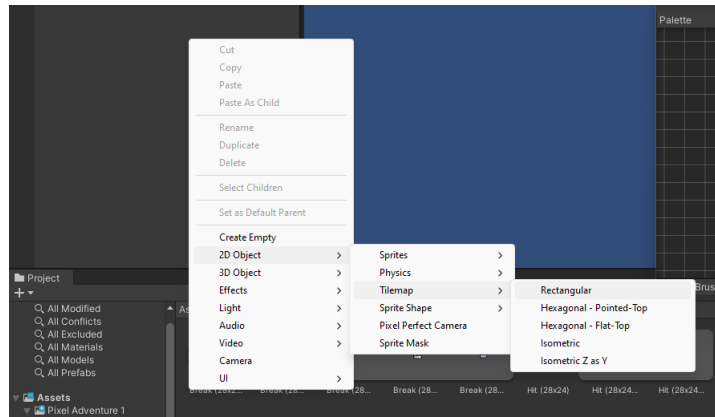 Palette
Cut
Copy
Paste
Paste As Child
Rename
Duplicate
Delete
Select Children
Set as Default Parent
Create Empty
2D Object
3D Object
Effects
Light
Audio
Video
Camera
UI
Sprites
Physics
Tilemap
Sprite Shape
Pixel Perfect Camera
Sprite Mask
Rectangular
Hexagonal - Pointed-Top
Hexagonal - Flat-Top
Isometric
Isometric Z as Y
Project
All Modified
All Conflicts
All Excluded
All Materials
All Models
All Prefabs
Assets
Pixel Adventure 1
Break (28... Break (28... Break (28... Hit (28x24) Hit (28x24... Hit (28x24...